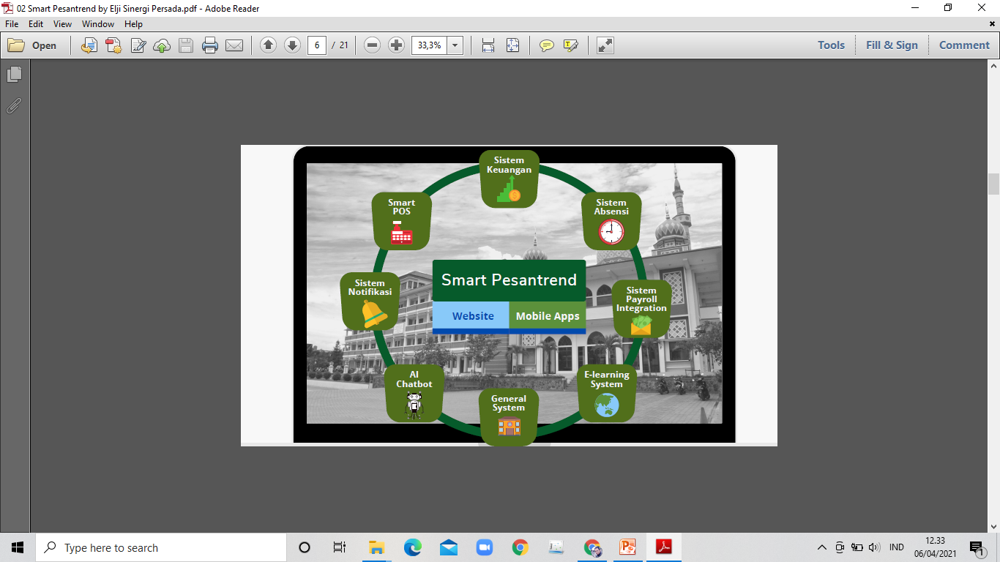 02 Smart Pesantrend by Elji Sinergi Persada.pdf - Adobe Reader
File Edit View Window Help
Open 6 / 21 33,3% Tools Fill & Sign Comment
Sistem
Keuangan
Smart
POS
Sistem
Absensi
Smart Pesantrend
Website Mobile Apps
Sistem
Notifikasi
Sistem
Payroll
Integration
AI
Chatbot
E-learning
System
General
System
Type here to search
IND
12.33
06/04/2021
1